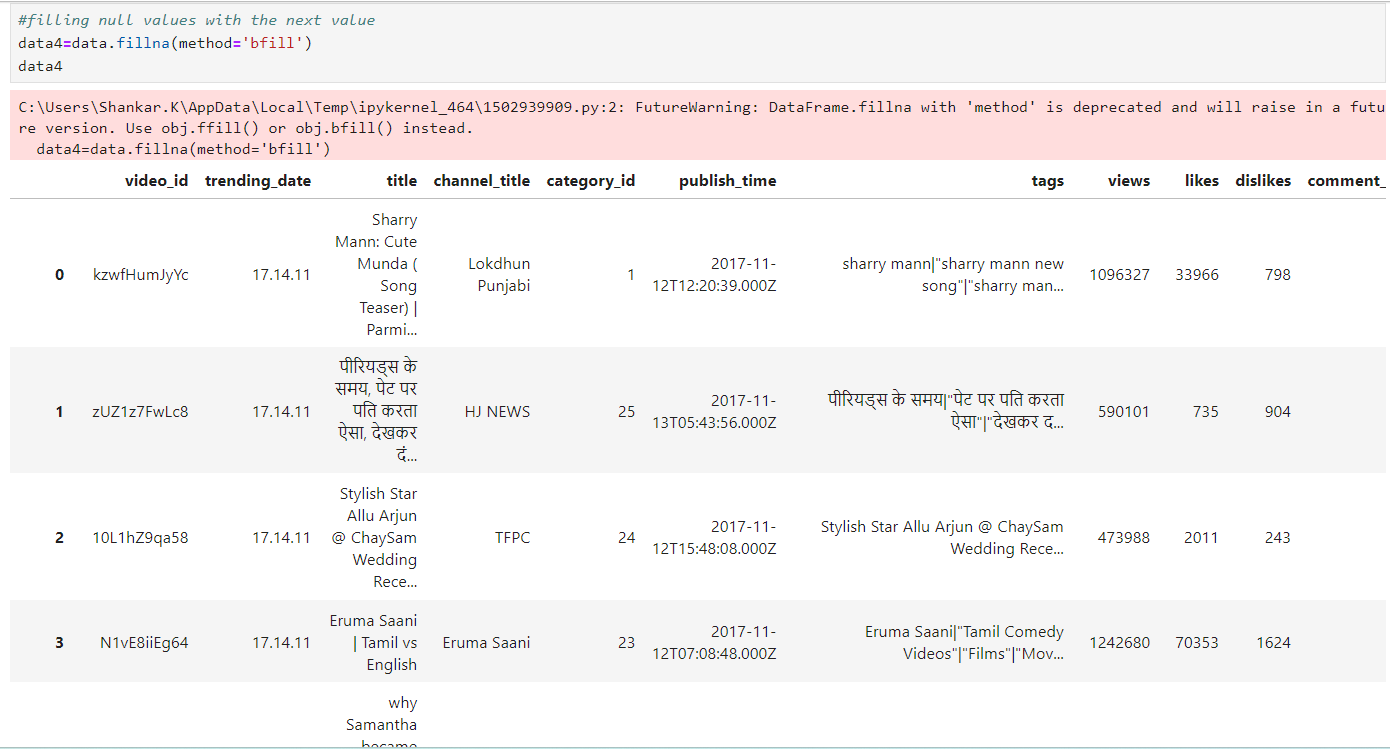 #filling null values with the next value
data4=data.fillna(method='bfill')
data4
C:\Users\Shankar.K\AppData\Local\Temp\ipykernel_464\1502939909.py:2: FutureWarning: DataFrame.fillna with 'method' is deprecated and will raise in a futu
re version. Use obj.ffill() or obj.bfill() instead.
  data4=data.fillna(method='bfill')
video_id trending_date title channel_title category_id publish_time tags views likes dislikes comment_
Sharry
Mann: Cute
Munda (
Song
Teaser) |
Parmi...
0 kzwfHumJyYc 17.14.11 Lokdhun
Punjabi
1 2017-11-
12T12:20:39.000Z
sharry mann|"sharry mann new
song"|"sharry man...
1096327 33966 798
पीरियड्स के
समय, पेट पर
पति करता
ऐसा, देखकर
दं...
1 zUZ1z7FwLc8 17.14.11 HJ NEWS 25 2017-11-
13T05:43:56.000Z
पीरियड्स के समय|"पेट पर पति करता
ऐसा"|"देखकर द...
590101 735 904
Stylish Star
Allu Arjun
@ ChaySam
Wedding
Rece...
2 10L1hZ9qa58 17.14.11 TFPC 24 2017-11-
12T15:48:08.000Z
Stylish Star Allu Arjun @ ChaySam
Wedding Rece...
473988 2011 243
Eruma Saani
| Tamil vs
English
3 N1vE8iiEg64 17.14.11 Eruma Saani 23 2017-11-
12T07:08:48.000Z
Eruma Saani|"Tamil Comedy
Videos"|"Films"|"Mov...
1242680 70353 1624
why
Samantha
became